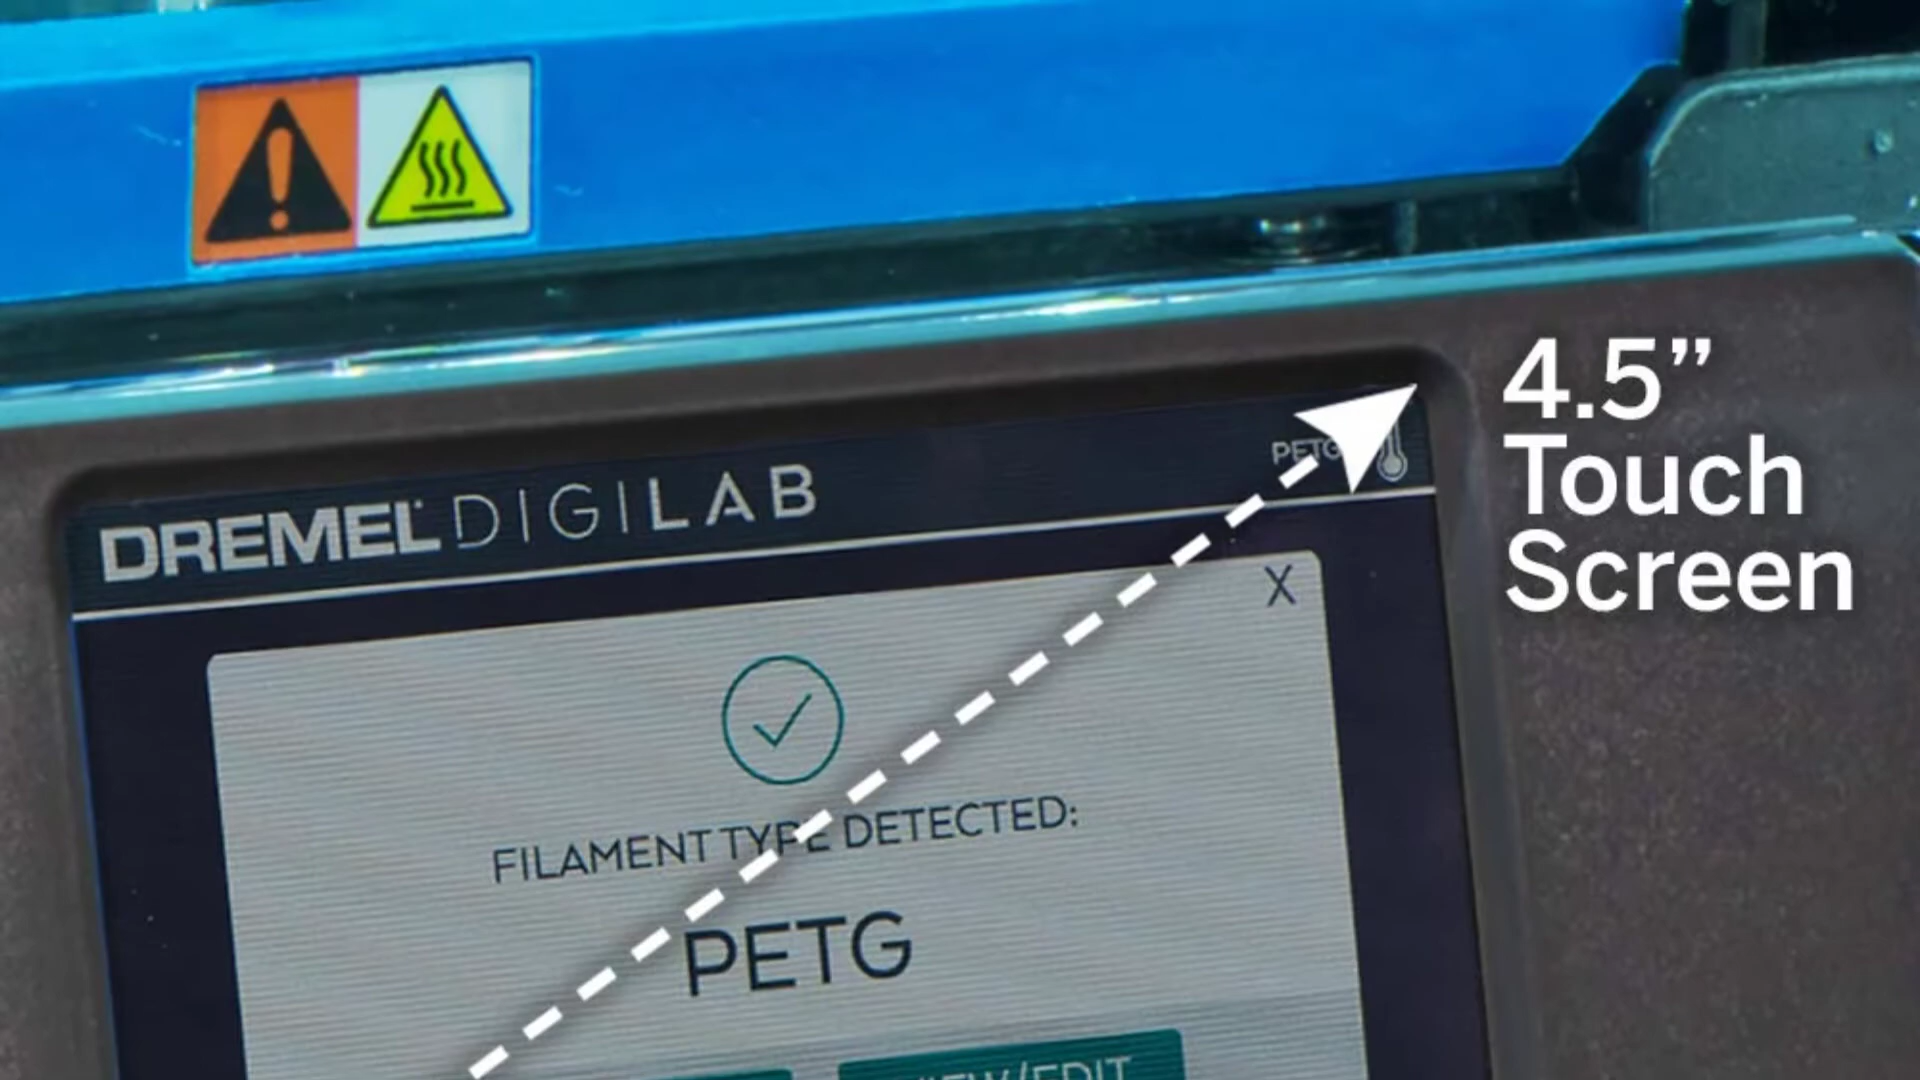 4.5”
Touch
Screen
PETG
DREMEL DIGILAB
X
FILAMENT TYPE DETECTED:
PETG
VIEW/EDIT